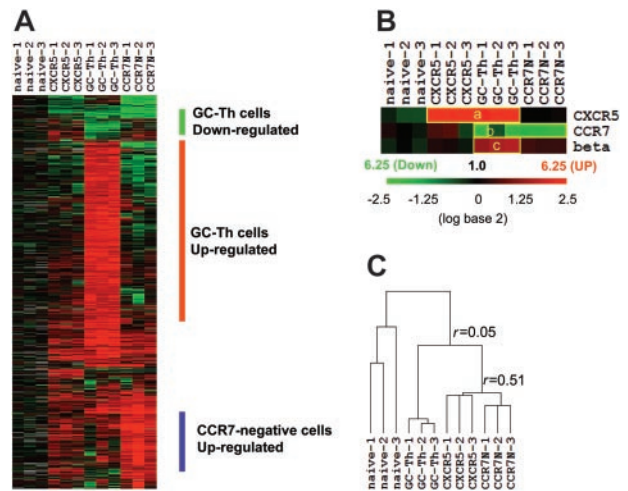 A
naive-1
naive-2
naive-3
CXCR5-1
CXCR5-2
CXCR5-3
GC-Th-1
GC-Th-2
GC-Th-3
CCR7N-1
CCR7N-2
CCR7N-3
GC-Th cells
Down-regulated
GC-Th cells
Up-regulated
CCR7-negative cells
Up-regulated
B
naive-1
naive-2
naive-3
CXCR5-1
CXCR5-2
CXCR5-3
GC-Th-1
GC-Th-2
GC-Th-3
CCR7N-1
CCR7N-2
CCR7N-3
a CXCR5
b CCR7
c beta
6.25 (Down) 1.0 6.25 (UP)
-2.5 -1.25 0 1.25 2.5
(log base 2)
C
r=0.05
r=0.51
naive-1
naive-2
naive-3
GC-Th-1
GC-Th-2
GC-Th-3
CXCR5-1
CXCR5-2
CXCR5-3
CCR7N-1
CCR7N-2
CCR7N-3